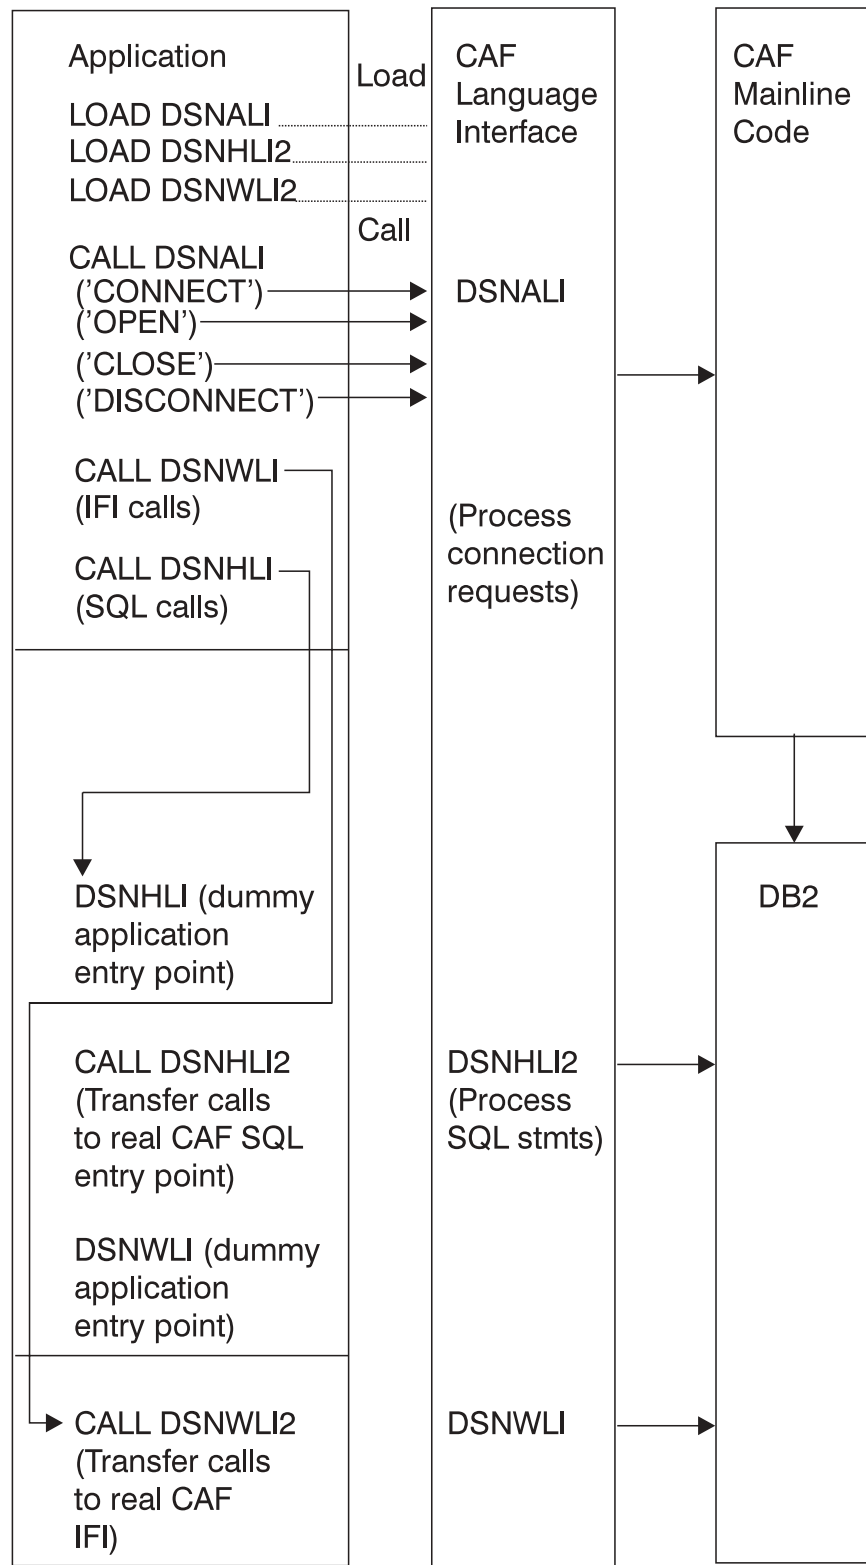 Application
LOAD DSNALI
LOAD DSNHLI2
LOAD DSNWLI2
CALL DSNALI
('CONNECT')
('OPEN')
('CLOSE')
('DISCONNECT')
CALL DSNWLI
(IFI calls)
CALL DSNHLI
(SQL calls)
DSNHLI (dummy
application
entry point)
CALL DSNHLI2
(Transfer calls
to real CAF SQL
entry point)
DSNWLI (dummy
application
entry point)
CALL DSNWLI2
(Transfer calls
to real CAF
IFI)
Load
Call
CAF
Language
Interface
DSNALI
(Process
connection
requests)
DSNHLI2
(Process
SQL stmts)
DSNWLI
CAF
Mainline
Code
DB2